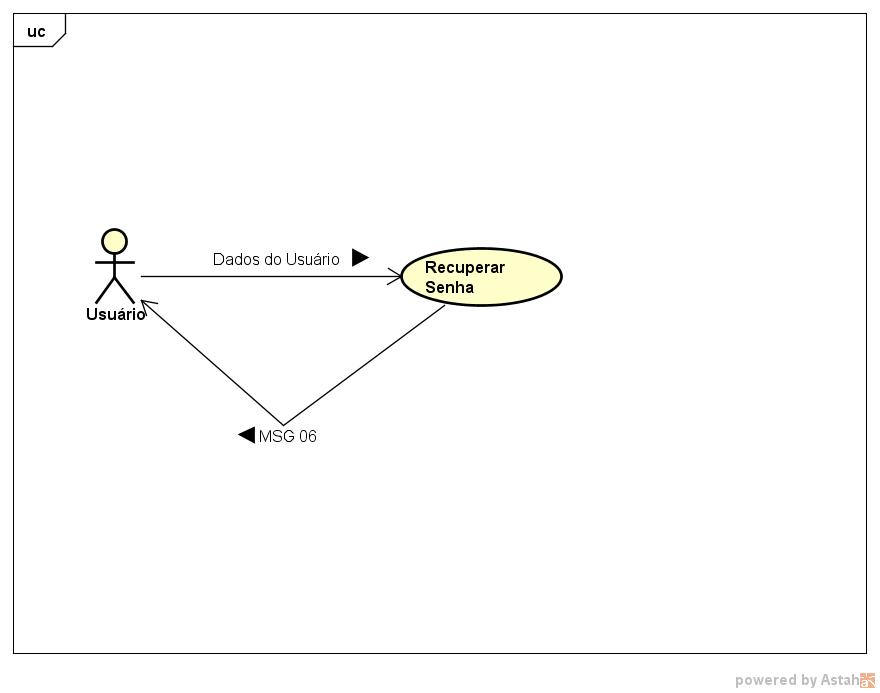 uc
Dados do Usuário
Recuperar
Senha
Usuário
MSG 06
powered by Astah